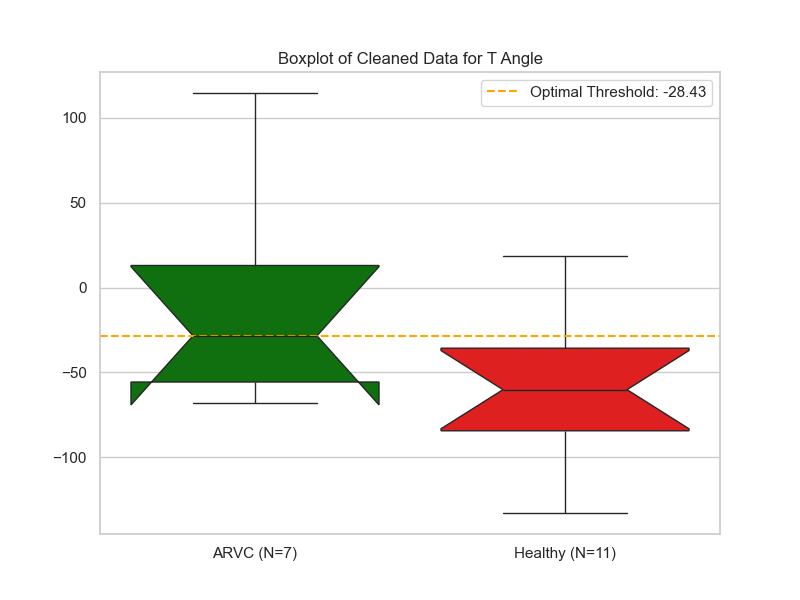 Boxplot of Cleaned Data for T Angle
Optimal Threshold: -28.43
100
50
0
−50
−100
ARVC (N=7)
Healthy (N=11)